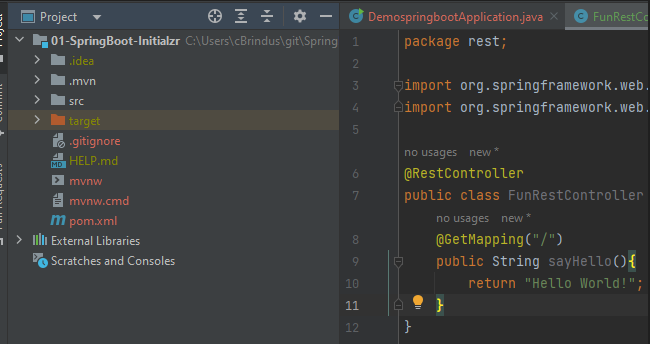 Project
01-SpringBoot-Initialzr C:\Users\cBrindus\git\Spring
.idea
.mvn
src
target
.gitignore
HELP.md
mvnw
mvnw.cmd
pom.xml
External Libraries
Scratches and Consoles
Project
Requests
DemospringbootApplication.java
FunRestCo
1 package rest;
2
3 import org.springframework.web.
4 import org.springframework.web.
5
no usages new *
6 @RestController
7 public class FunRestController
no usages new *
8 @GetMapping("/")
9 public String sayHello(){
10 return "Hello World!";
11 }
12 }